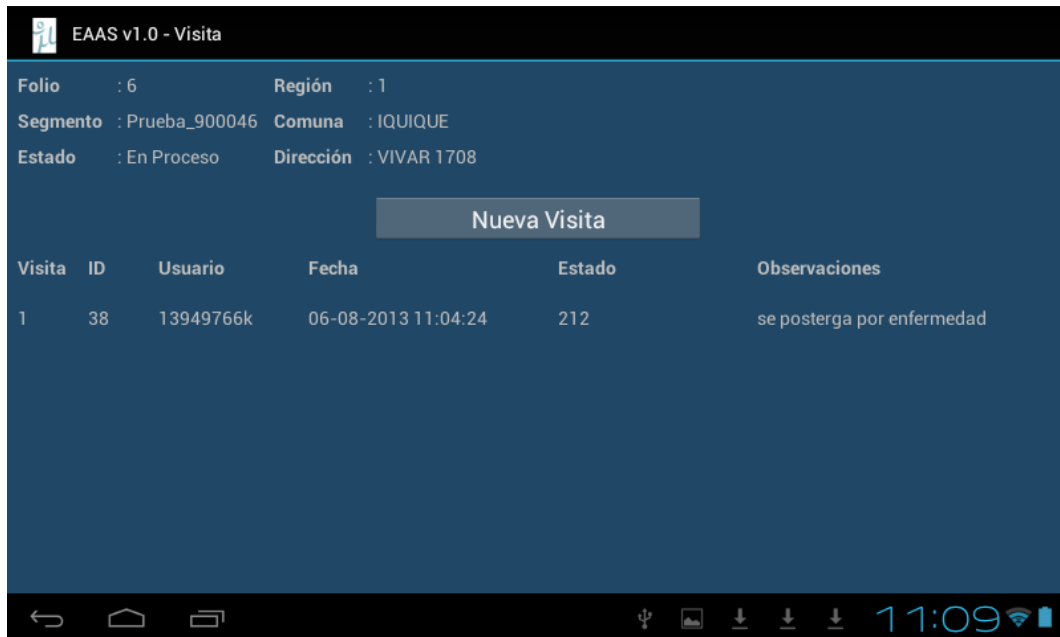 EAAS v1.0 - Visita
Folio : 6 Región : 1
Segmento : Prueba_900046 Comuna : IQUIQUE
Estado : En Proceso Dirección : VIVAR 1708
Nueva Visita
Visita ID Usuario Fecha Estado Observaciones
1 38 13949766k 06-08-2013 11:04:24 212 se posterga por enfermedad
11:09